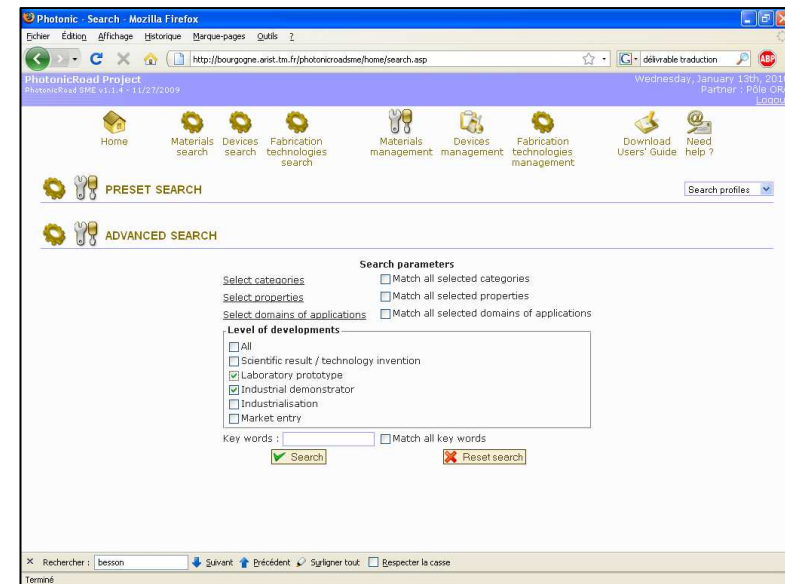 Photonic - Search - Mozilla Firefox
Fichier Édition Affichage Historique Marque-pages Outils ?
http://bourgogne.arist.tm.fr/photonicroadsme/home/search.asp
délivrable traduction
ABP
PhotonicRoad Project
PhotonicRoad SME v1.1.4 - 11/27/2009
Wednesday, January 13th, 201
Partner : Pôle OR
Logou
Home
Materials search
Devices search
Fabrication technologies search
Materials management
Devices management
Fabrication technologies management
Download Users' Guide
Need help ?
PRESET SEARCH
Search profiles
ADVANCED SEARCH
Search parameters
Select categories Match all selected categories
Select properties Match all selected properties
Select domains of applications Match all selected domains of applications
Level of developments
All
Scientific result / technology invention
Laboratory prototype
Industrial demonstrator
Industrialisation
Market entry
Key words : Match all key words
Search Reset search
Rechercher : besson Suivant Précédent Surligner tout Respecter la casse
Terminé